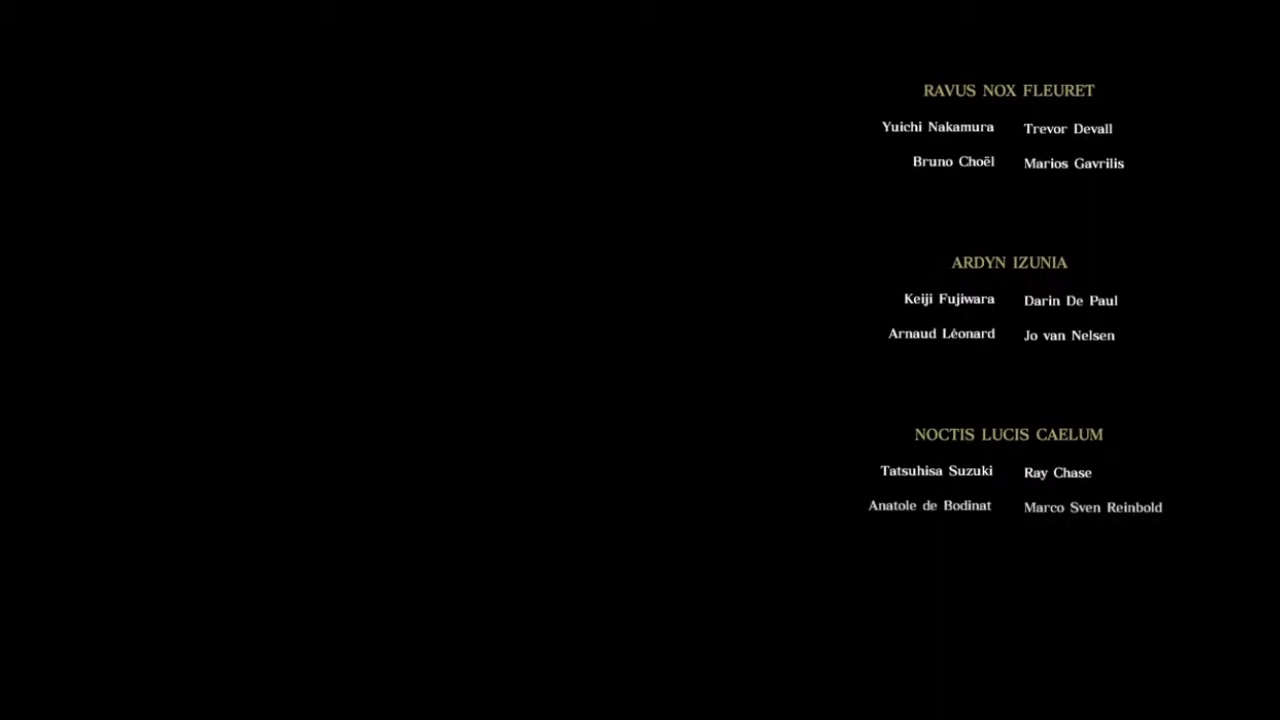 RAVUS NOX FLEURET
Yuichi Nakamura Trevor Devall
Bruno Choël Marios Gavrilis
ARDYN IZUNIA
Keiji Fujiwara Darin De Paul
Arnaud Léonard Jo van Nelsen
NOCTIS LUCIS CAELUM
Tatsuhisa Suzuki Ray Chase
Anatole de Bodinat Marco Sven Reinbold